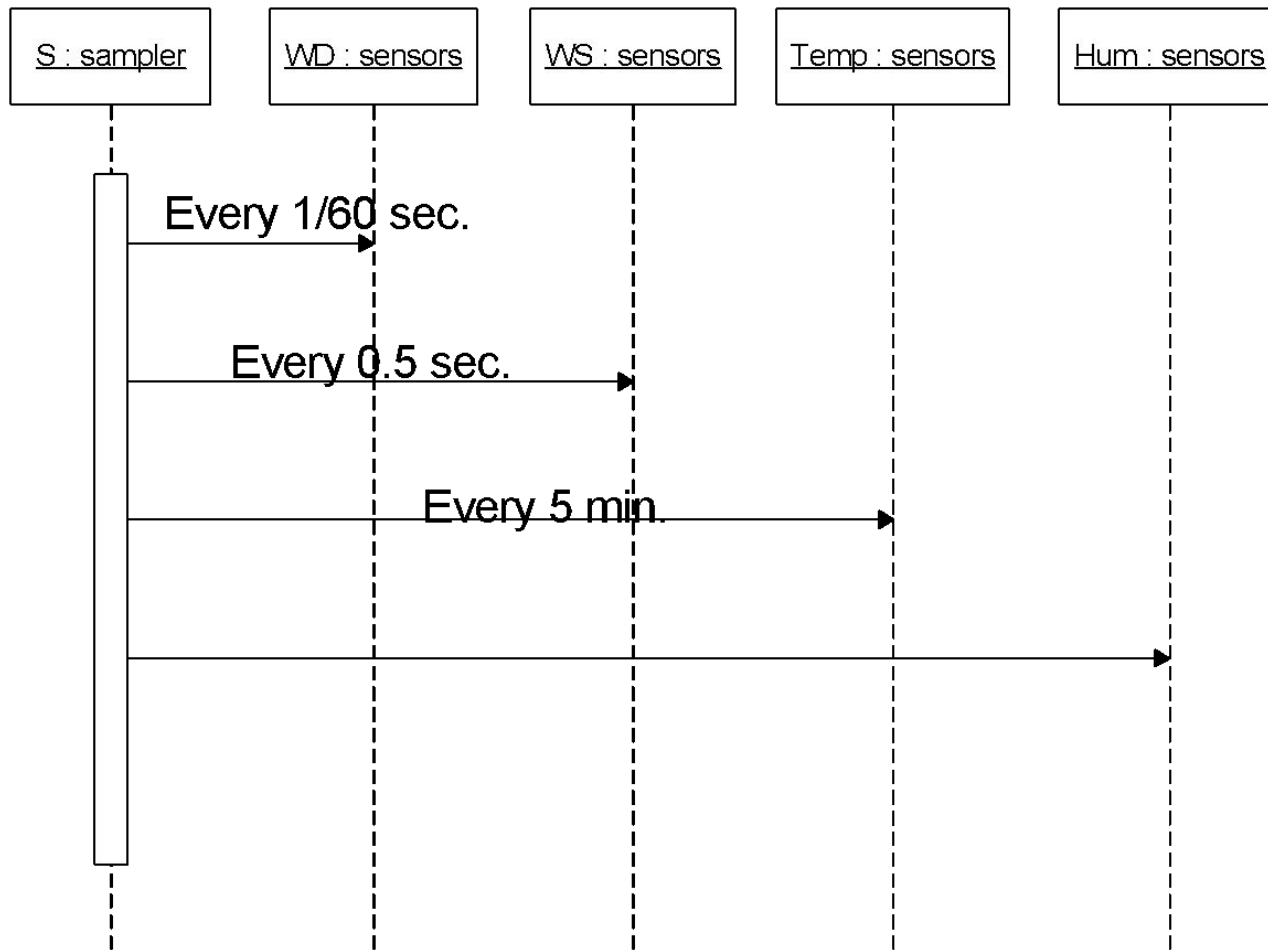 S : sampler
WD : sensors
WS : sensors
Temp : sensors
Hum : sensors
Every 1/60 sec.
Every 0.5 sec.
Every 5 min.